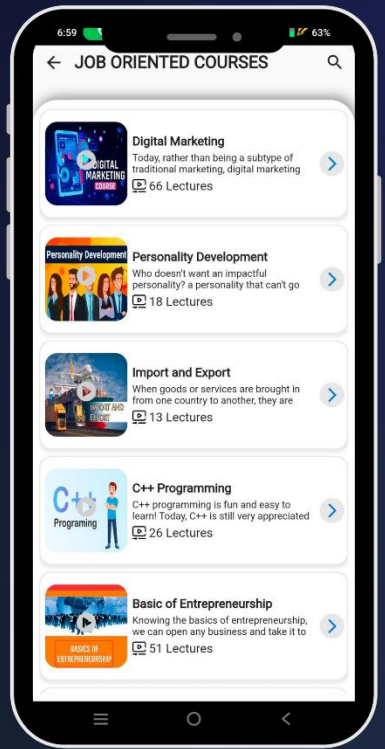 6:59
63%
JOB ORIENTED COURSES
DIGITAL
MARKETING
COURSE
Digital Marketing
Today, rather than being a subtype of
traditional marketing, digital marketing
66 Lectures
Personality Development
Personality Development
Who doesn't want an impactful
personality? a personality that can't go
18 Lectures
IMPORT AND
EXPORT
Import and Export
When goods or services are brought in
from one country to another, they are
13 Lectures
C++
Programing
C++ Programming
C++ programming is fun and easy to
learn! Today, C++ is still very appreciated
26 Lectures
BASICS OF
ENTREPRENEURSHIP
Basic of Entrepreneurship
Knowing the basics of entrepreneurship,
we can open any business and take it to
51 Lectures